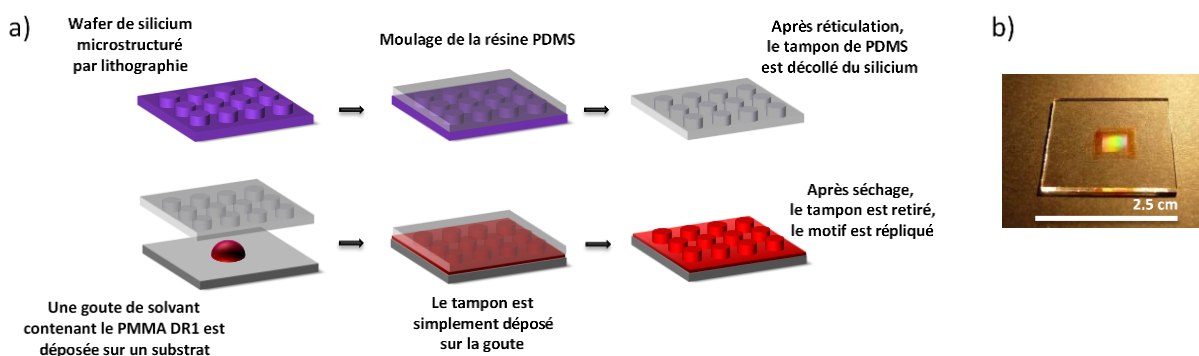 a)
Wafer de silicium
microstructuré
par lithographie
Moulage de la résine PDMS
Après réticulation,
le tampon de PDMS
est décollé du silicium
b)
2.5 cm
Une goute de solvant
contenant le PMMA DR1 est
déposée sur un substrat
Le tampon est
simplement déposé
sur la goute
Après séchage,
le tampon est retiré,
le motif est répliqué